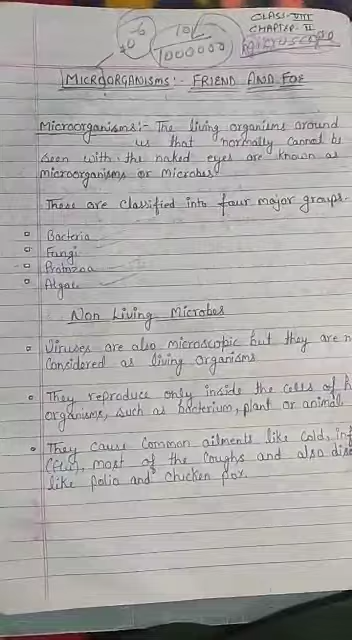 CLASS-VIII
CHAPTER-II
Microscope
10
1000000
MICROORGANISMS:- FRIEND AND FOE
Microorganisms:- The living organisms around
us that normally cannot be
seen with the naked eyes are known as
microorganisms or Microbes
These are classified into four major groups-
Bacteria
Fungi
Protozoa
Algae
Non Living Microbes
Viruses are also microscopic but they are
considered as living organisms
They reproduce only inside the cells of
organisms, such as bacterium, plant or animal
They cause common ailments like cold,
(flu), most of the coughs and also
like polio and chicken pox.